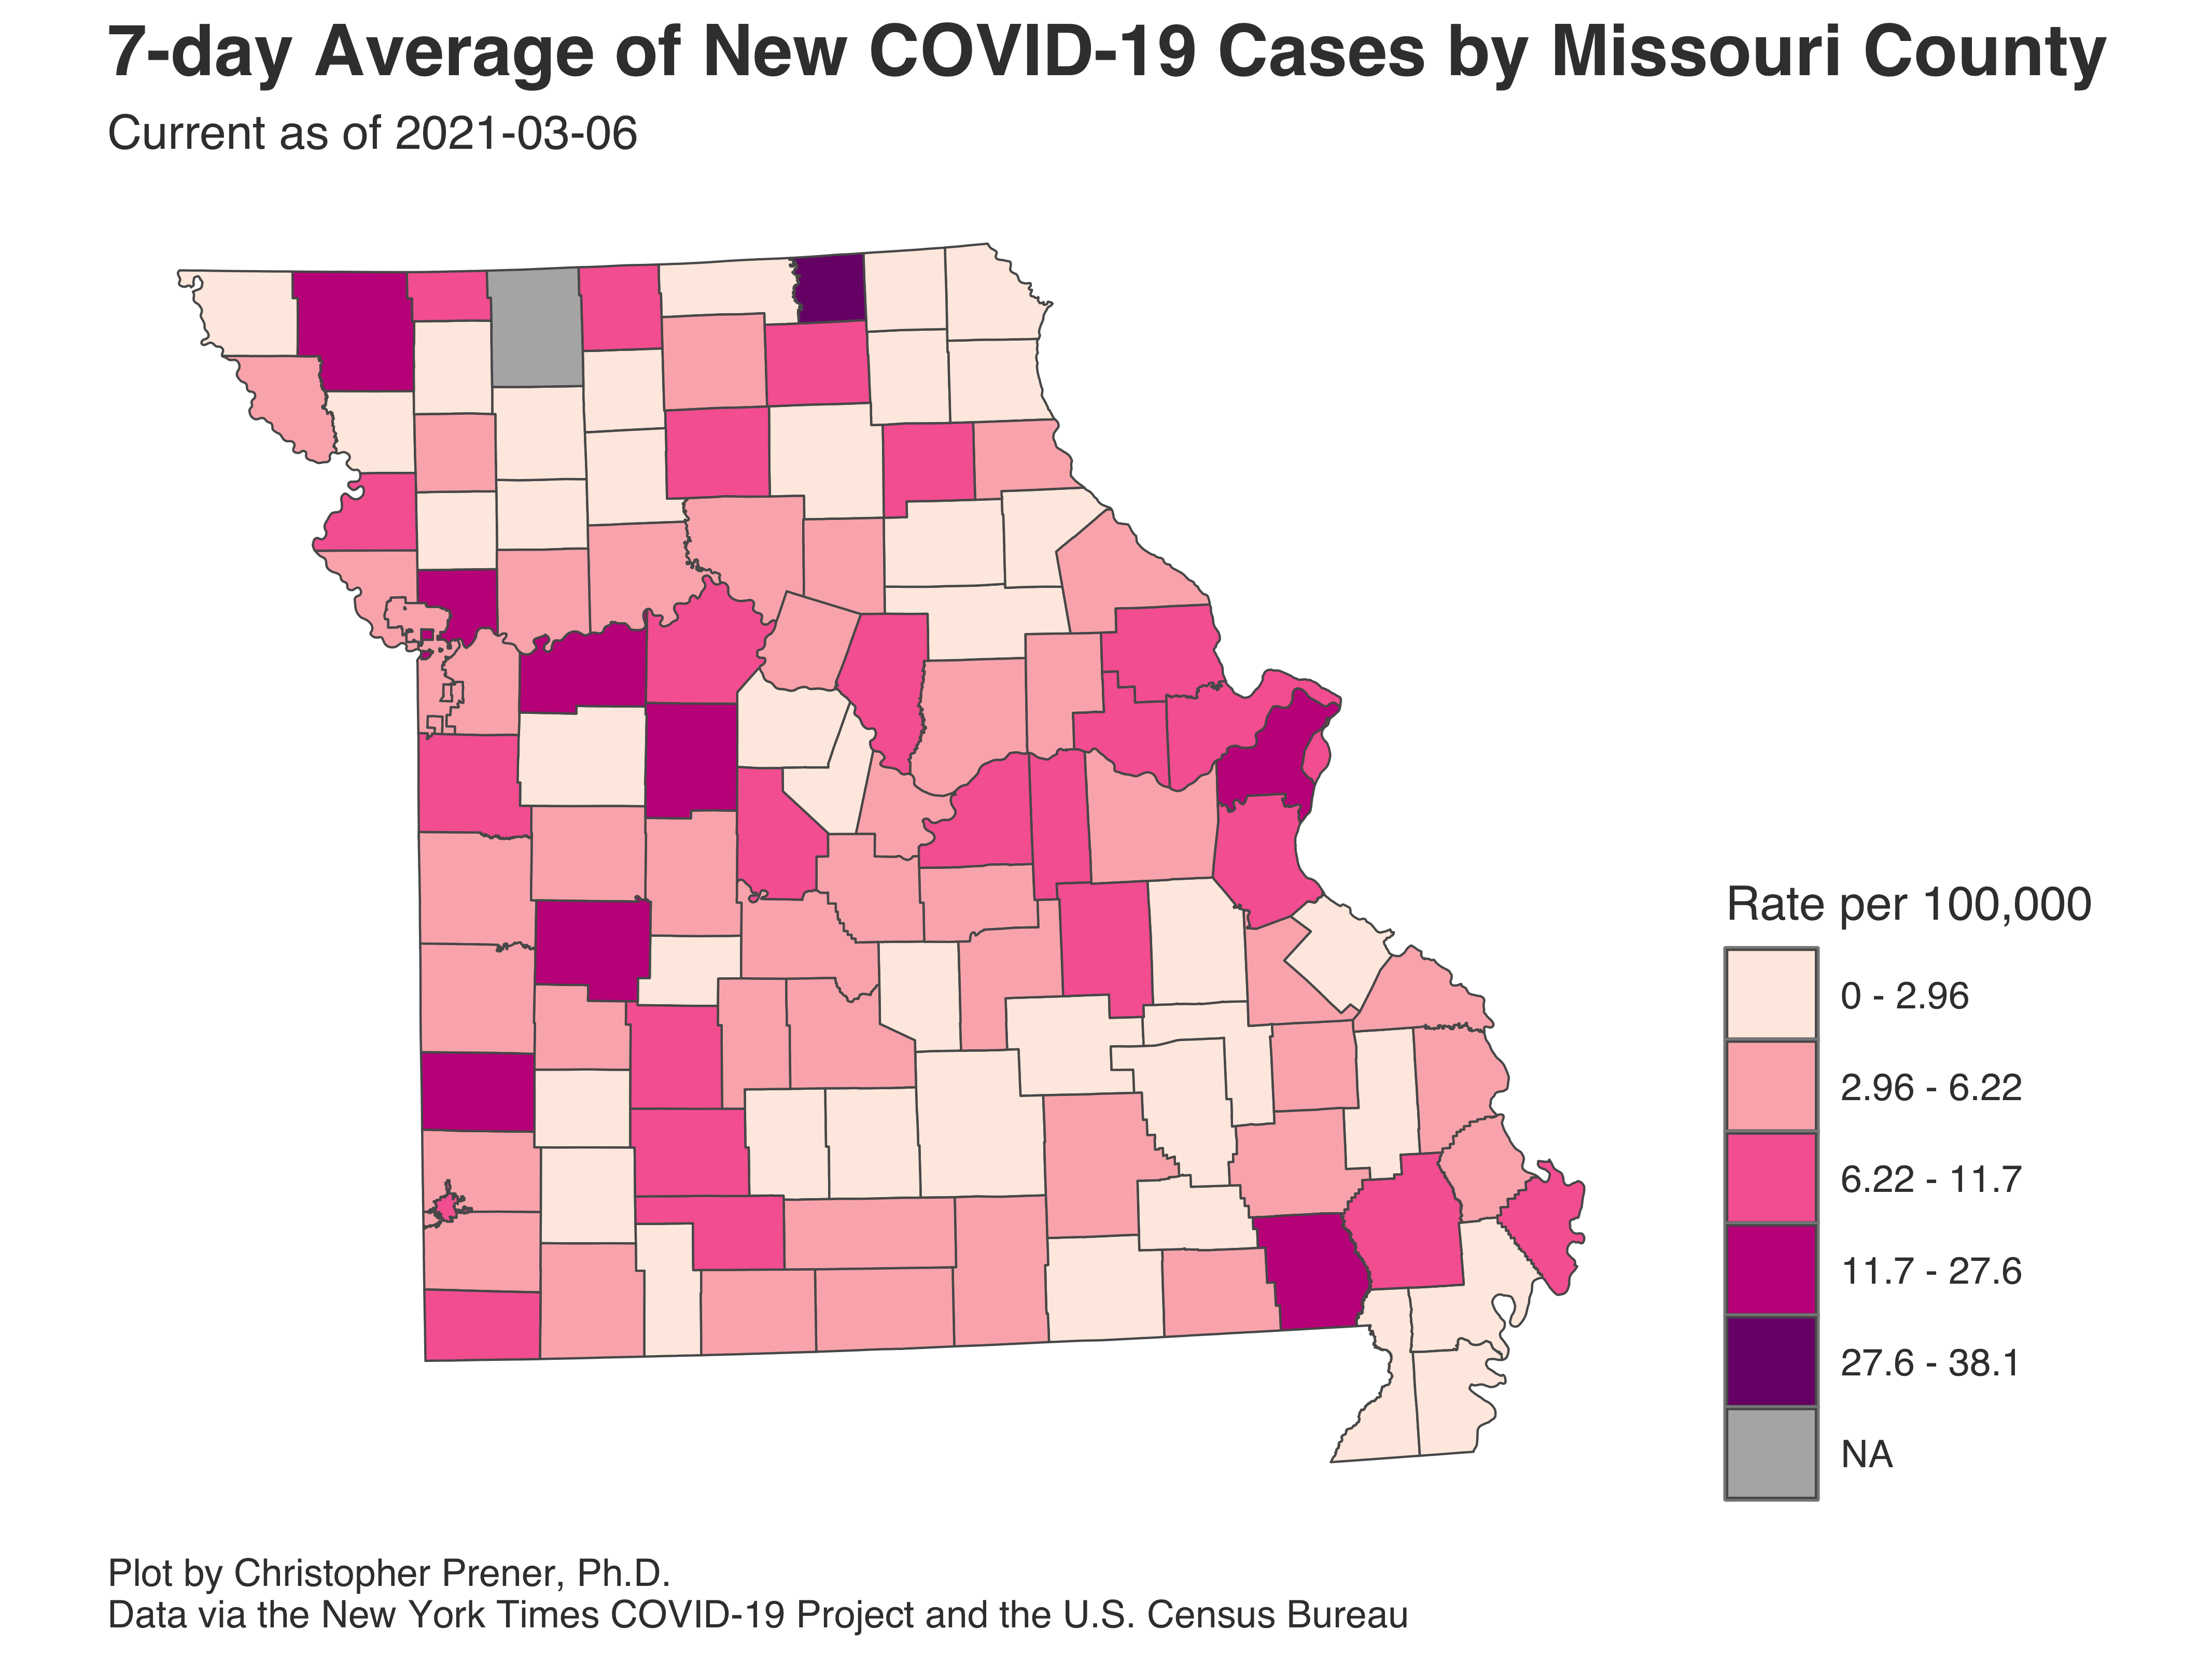 7-day Average of New COVID-19 Cases by Missouri County
Current as of 2021-03-06
Rate per 100,000
0 - 2.96
2.96 - 6.22
6.22 - 11.7
11.7 - 27.6
27.6 - 38.1
NA
Plot by Christopher Prener, Ph.D.
Data via the New York Times COVID-19 Project and the U.S. Census Bureau